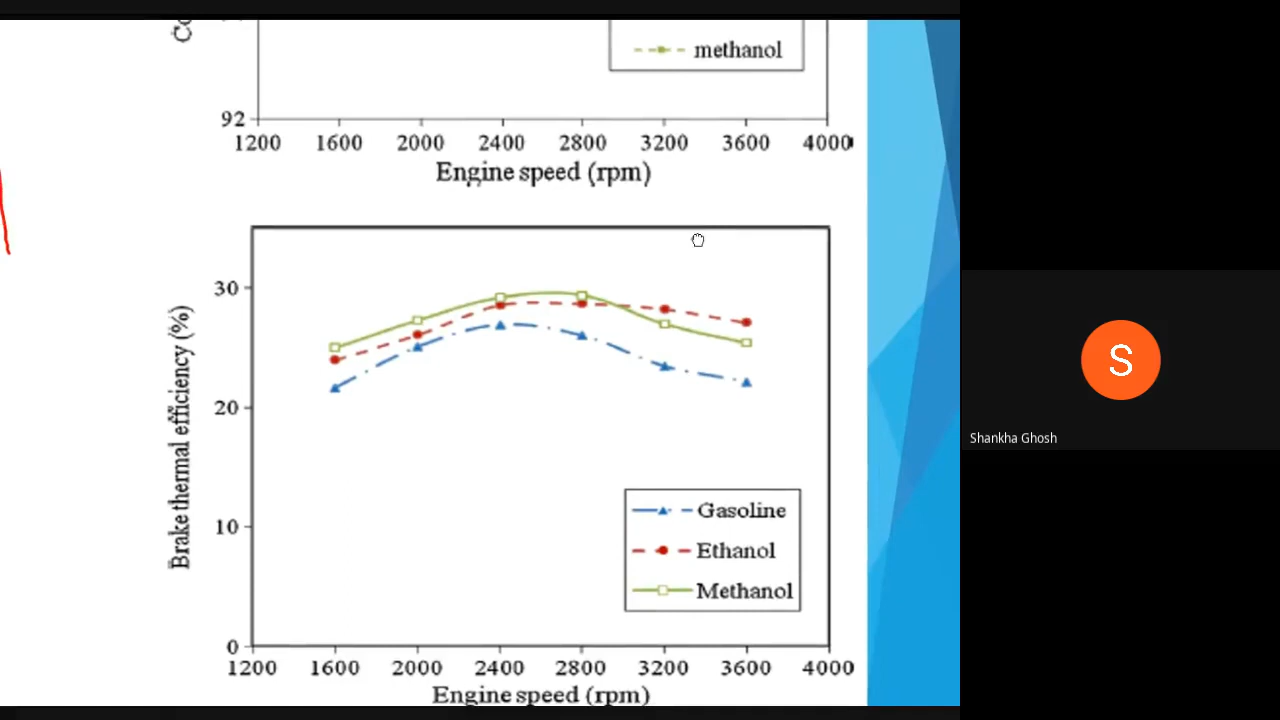 Co
methanol
92
1200 1600 2000 2400 2800 3200 3600 4000
Engine speed (rpm)
Brake thermal efficiency (%)
30
20
10
0
Gasoline
Ethanol
Methanol
1200 1600 2000 2400 2800 3200 3600 4000
Engine speed (rpm)
S
Shankha Ghosh